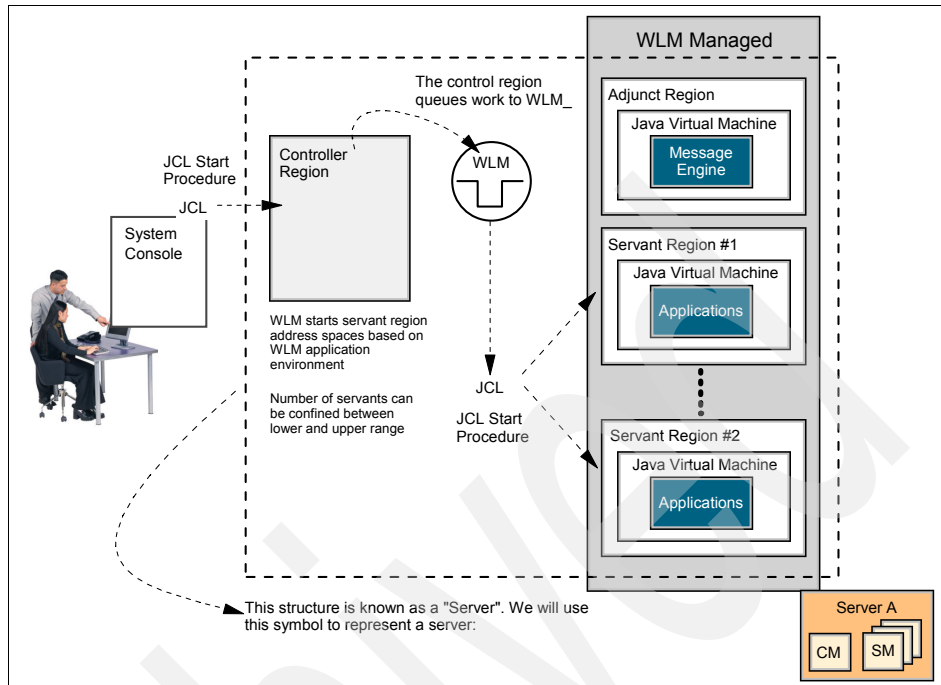 WLM Managed
The control region
queues work to WLM_
Controller
Region
WLM
JCL Start
Procedure
JCL
System
Console
Adjunct Region
Java Virtual Machine
Message
Engine
Servant Region #1
Java Virtual Machine
Applications
WLM starts servant region
address spaces based on
WLM application
environment
Number of servants can
be confined between
lower and upper range
JCL
JCL Start
Procedure
Servant Region #2
Java Virtual Machine
Applications
This structure is known as a "Server". We will use
this symbol to represent a server:
Server A
CM
SM